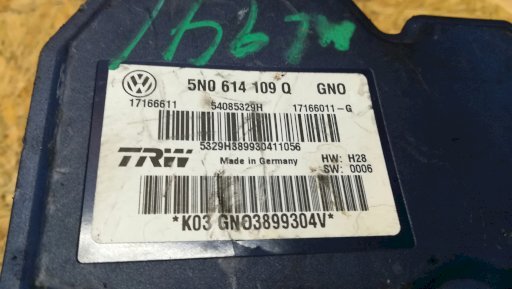 5N0 614 109 Q GNO
17166611 54085329H 17166011-G
5329H389930411056
TRW Made in Germany HW: H28
SW: 0006
*K03 GNO3899304V*